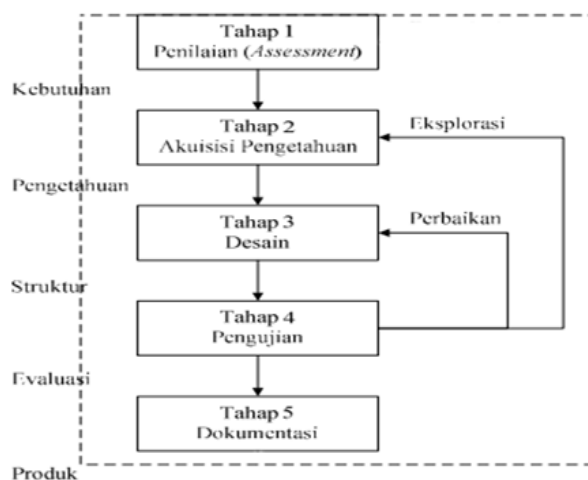 Tahap 1
Penilaian (Assessment)
Kebutuhan
Tahap 2
Akuisisi Pengetahuan
Eksplorasi
Pengetahuan
Tahap 3
Desain
Perbaikan
Struktur
Tahap 4
Pengujian
Evaluasi
Tahap 5
Dokumentasi
Produk